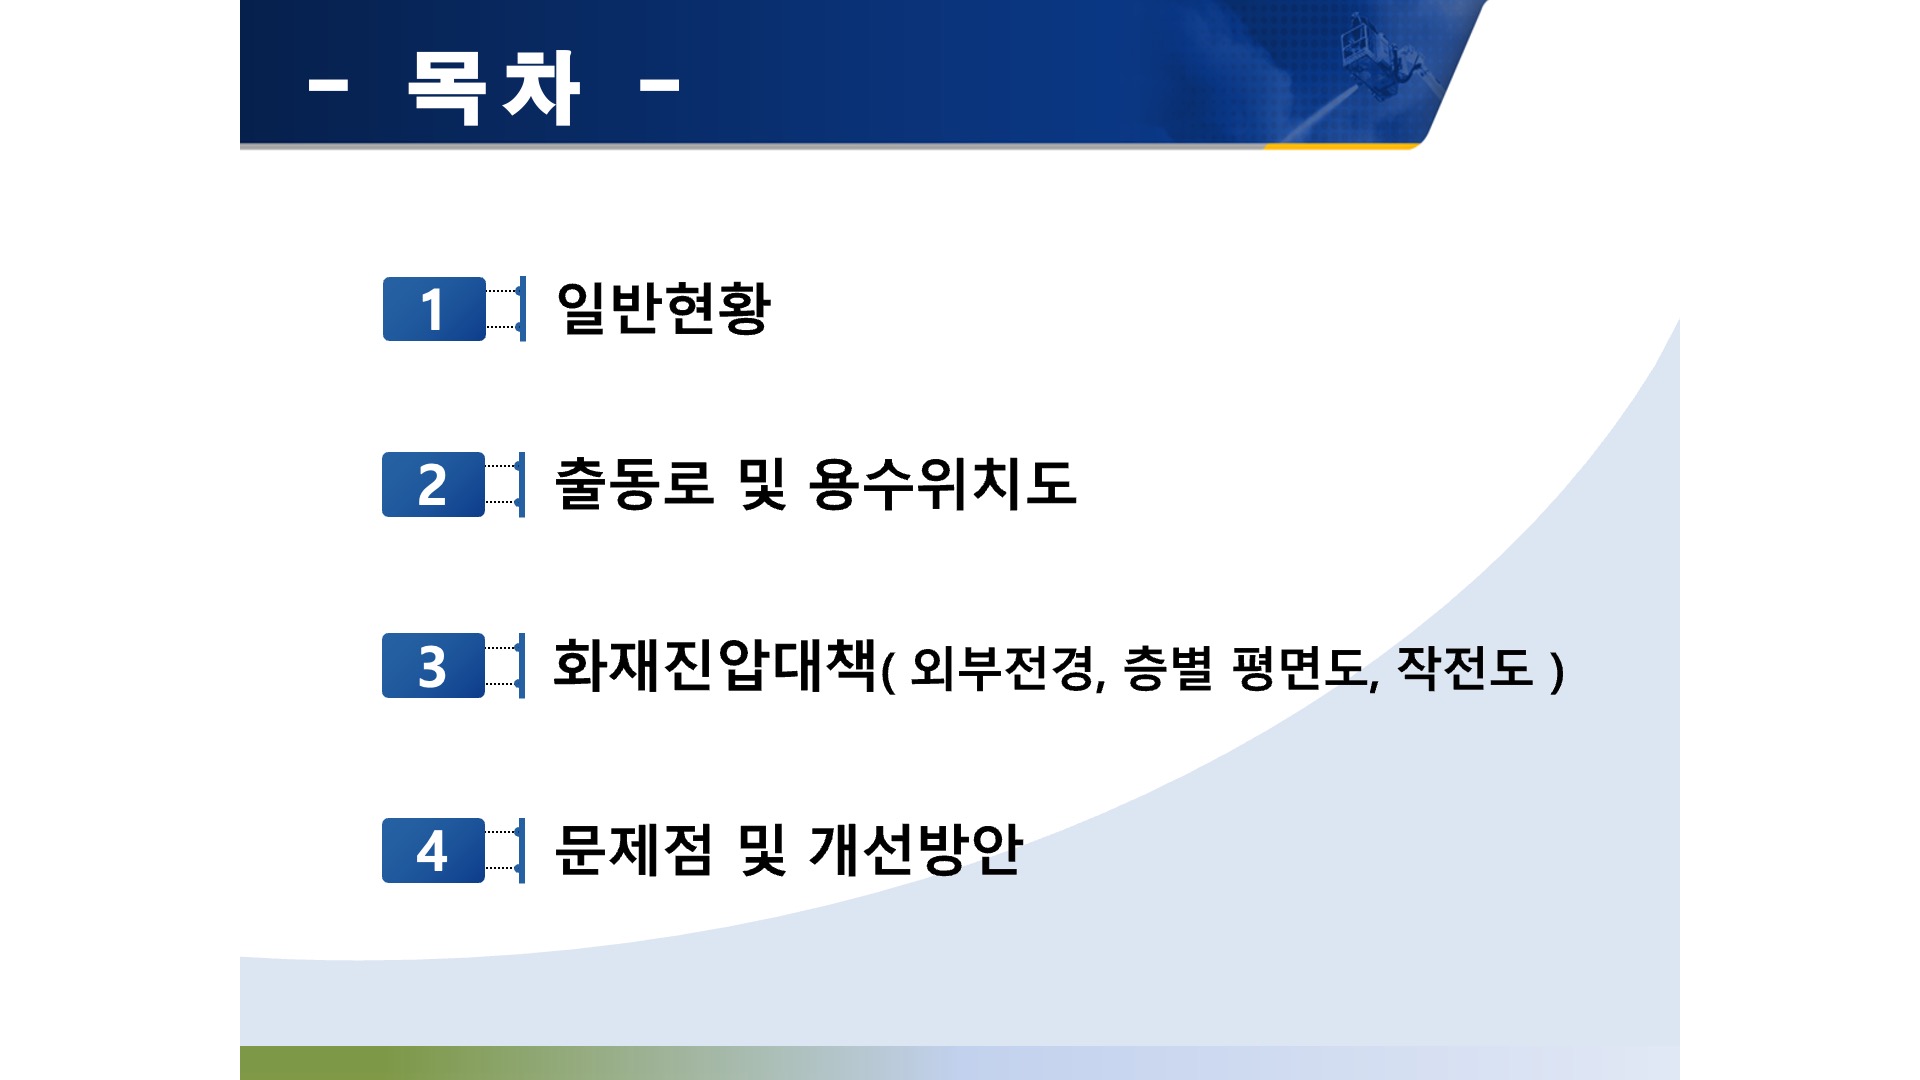 - 목차 -
1 일반현황
2 출동로 및 용수위치도
3 화재진압대책( 외부전경, 층별 평면도, 작전도 )
4 문제점 및 개선방안